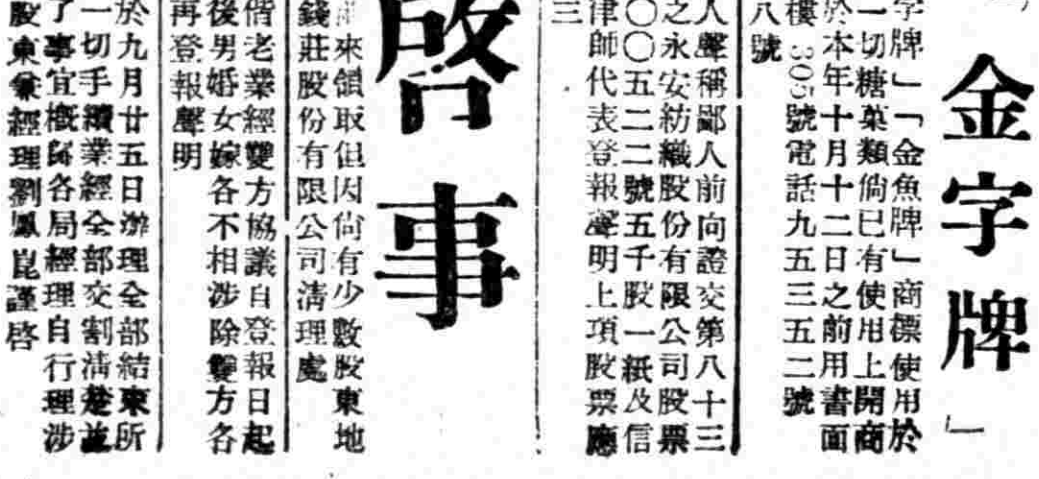 金字牌」
字牌」「金魚牌」商標使用於
一切糖菓類倘已有使用上開商
於本年十月十二日之前用書面
樓305號電話九五三五二號
八號
人聲稱鄙人前向證交第八十三
之永安紡織股份有限公司股票
〇〇五二二號五千股一紙及信
律師代表登報聲明上項股票應
三
啓事
來領取但因尙有少數股東地
錢莊股份有限公司淸理處
偕老業經雙方協議自登報日起
後男婚女嫁各不相涉除雙方各
再登報聲明
於九月廿五日辦理全部結束所
一切手續業經全部交割淸楚並
了事宜槪歸各局經理自行理涉
股東兼經理劉鳳崑謹啓